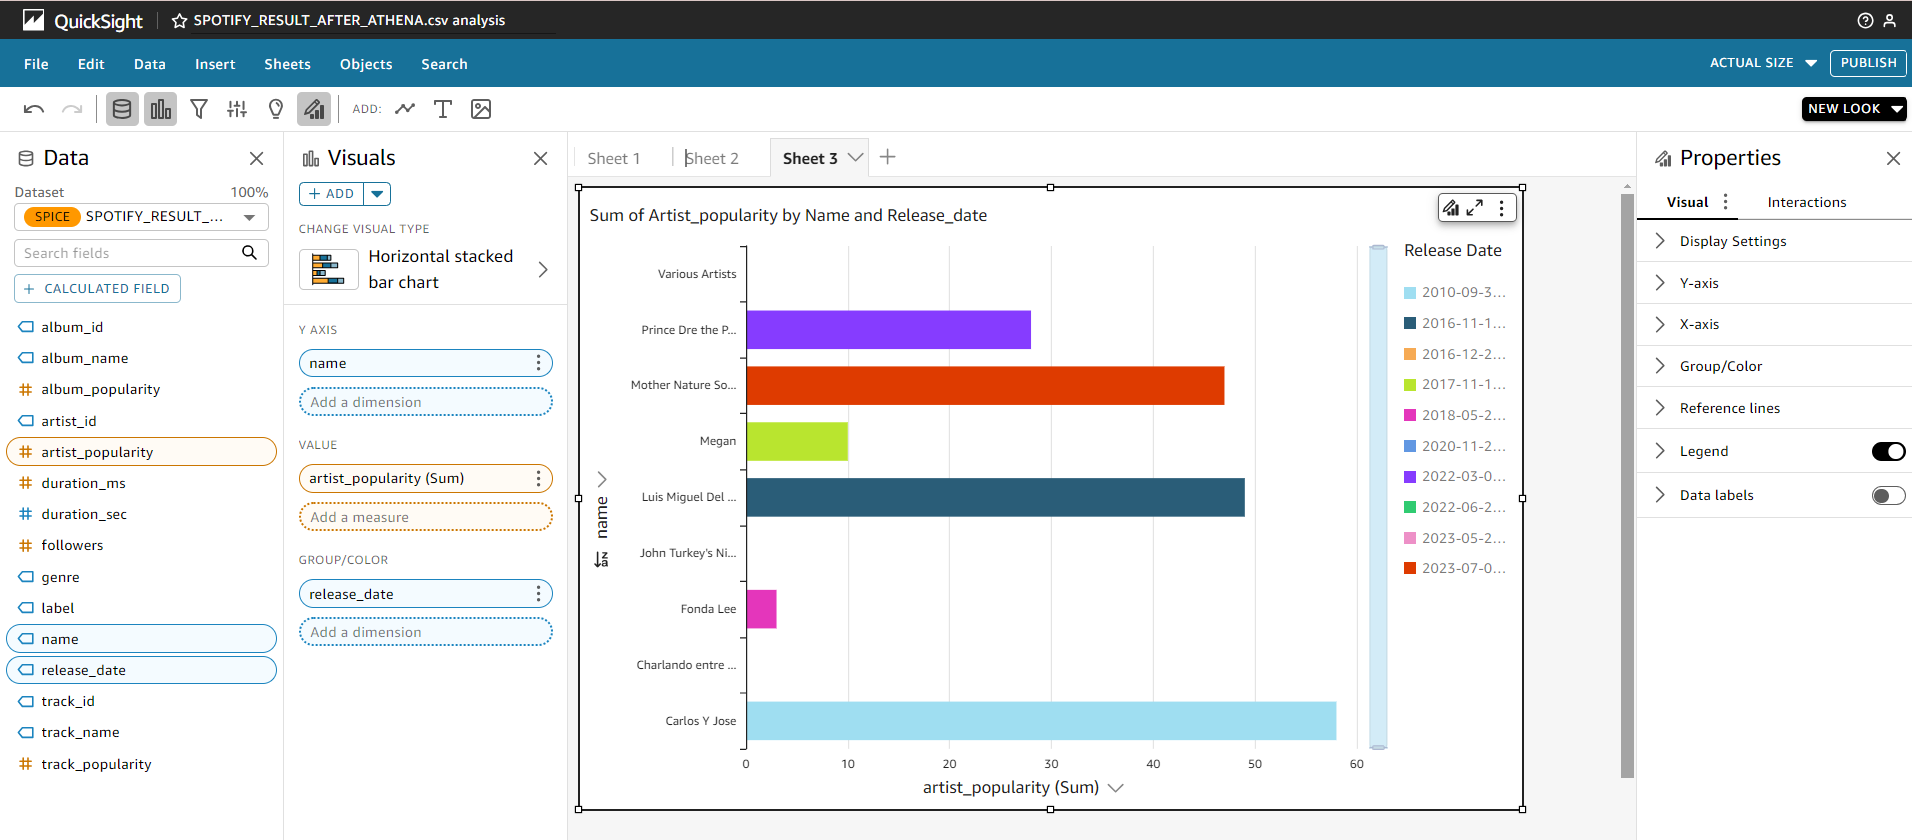 QuickSight
SPOTIFY_RESULT_AFTER_ATHENA.csv analysis
File Edit Data Insert Sheets Objects Search
ACTUAL SIZE
PUBLISH
ADD:
NEW LOOK
Data
Dataset
100%
SPICE SPOTIFY_RESULT_...
Search fields
+ CALCULATED FIELD
album_id
album_name
album_popularity
artist_id
artist_popularity
duration_ms
duration_sec
followers
genre
label
name
release_date
track_id
track_name
track_popularity
Visuals
+ ADD
CHANGE VISUAL TYPE
Horizontal stacked
bar chart
Y AXIS
name
Add a dimension
VALUE
artist_popularity (Sum)
Add a measure
GROUP/COLOR
release_date
Add a dimension
Sheet 1
Sheet 2
Sheet 3
Sum of Artist_popularity by Name and Release_date
name
Various Artists
Prince Dre the P...
Mother Nature So...
Megan
Luis Miguel Del ...
John Turkey's Ni...
Fonda Lee
Charlando entre ...
Carlos Y Jose
0 10 20 30 40 50 60
artist_popularity (Sum)
Release Date
2010-09-3...
2016-11-1...
2016-12-2...
2017-11-1...
2018-05-2...
2020-11-2...
2022-03-0...
2022-06-2...
2023-05-2...
2023-07-0...
Properties
Visual
Interactions
Display Settings
Y-axis
X-axis
Group/Color
Reference lines
Legend
Data labels